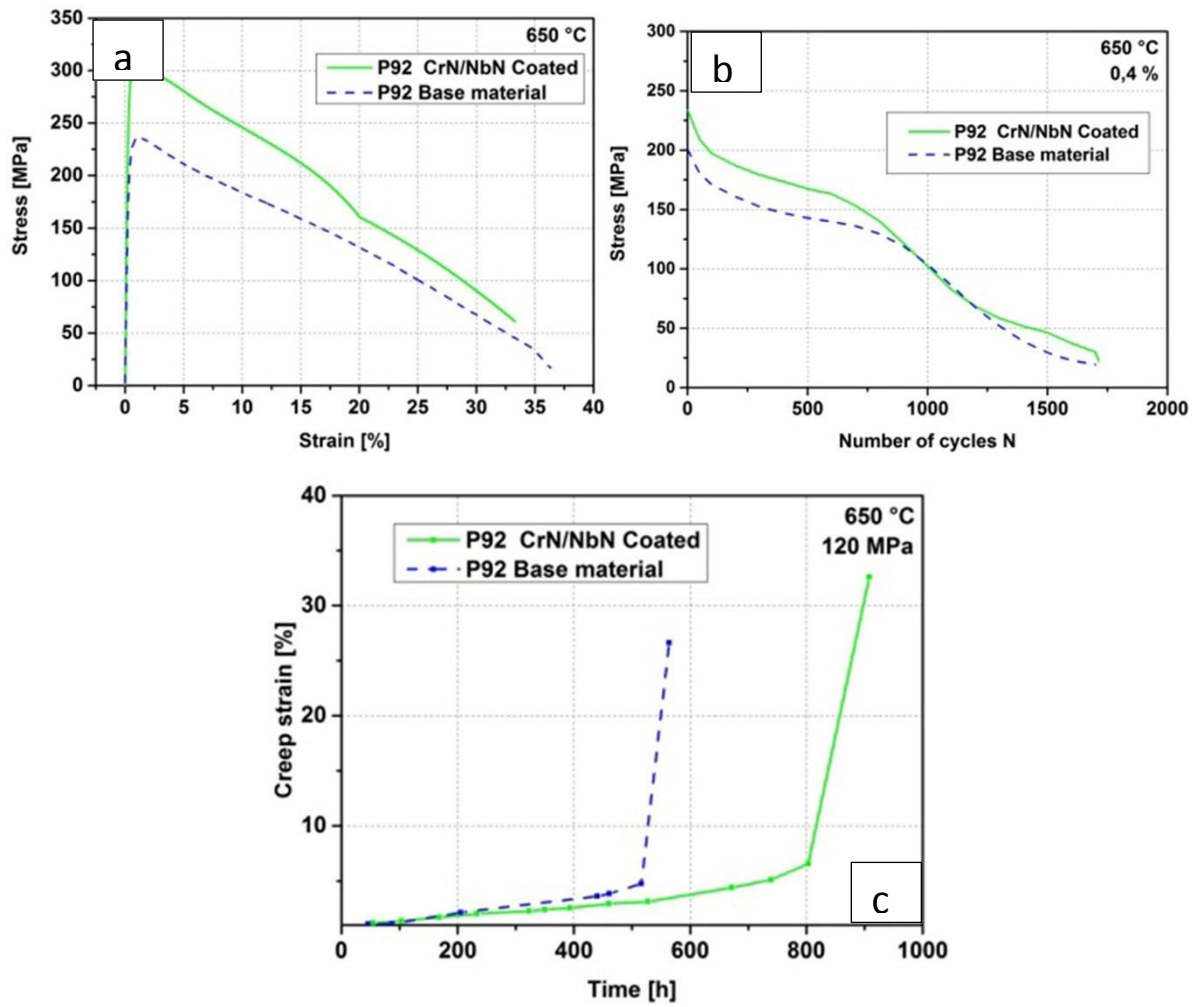 350
300
250
200
150
100
50
0
a
650 °C
P92 CrN/NbN Coated
P92 Base material
Stress [MPa]
0 5 10 15 20 25 30 35 40
Strain [%]
300
250
200
150
100
50
0
b
650 °C
0,4 %
P92 CrN/NbN Coated
P92 Base material
Stress [MPa]
0 500 1000 1500 2000
Number of cycles N
40
30
20
10
650 °C
120 MPa
P92 CrN/NbN Coated
P92 Base material
Creep strain [%]
c
0 200 400 600 800 1000
Time [h]